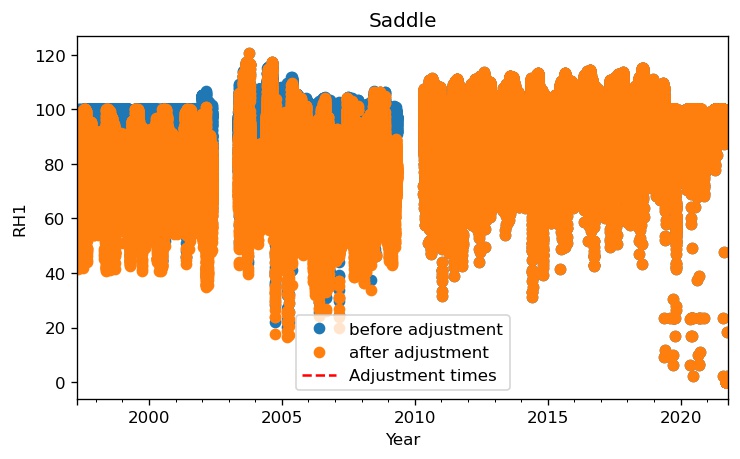 Saddle
120
100
80
60
40
20
0
RH1
before adjustment
after adjustment
Adjustment times
2000
2005
2010
2015
2020
Year